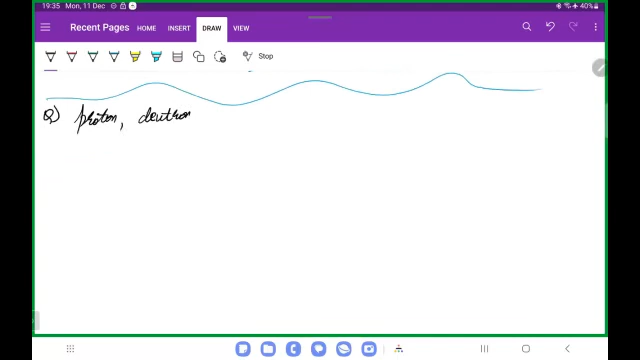 19:35 Mon, 11 Dec 40%
Recent Pages HOME INSERT DRAW VIEW
Stop
Q) proton, deutron